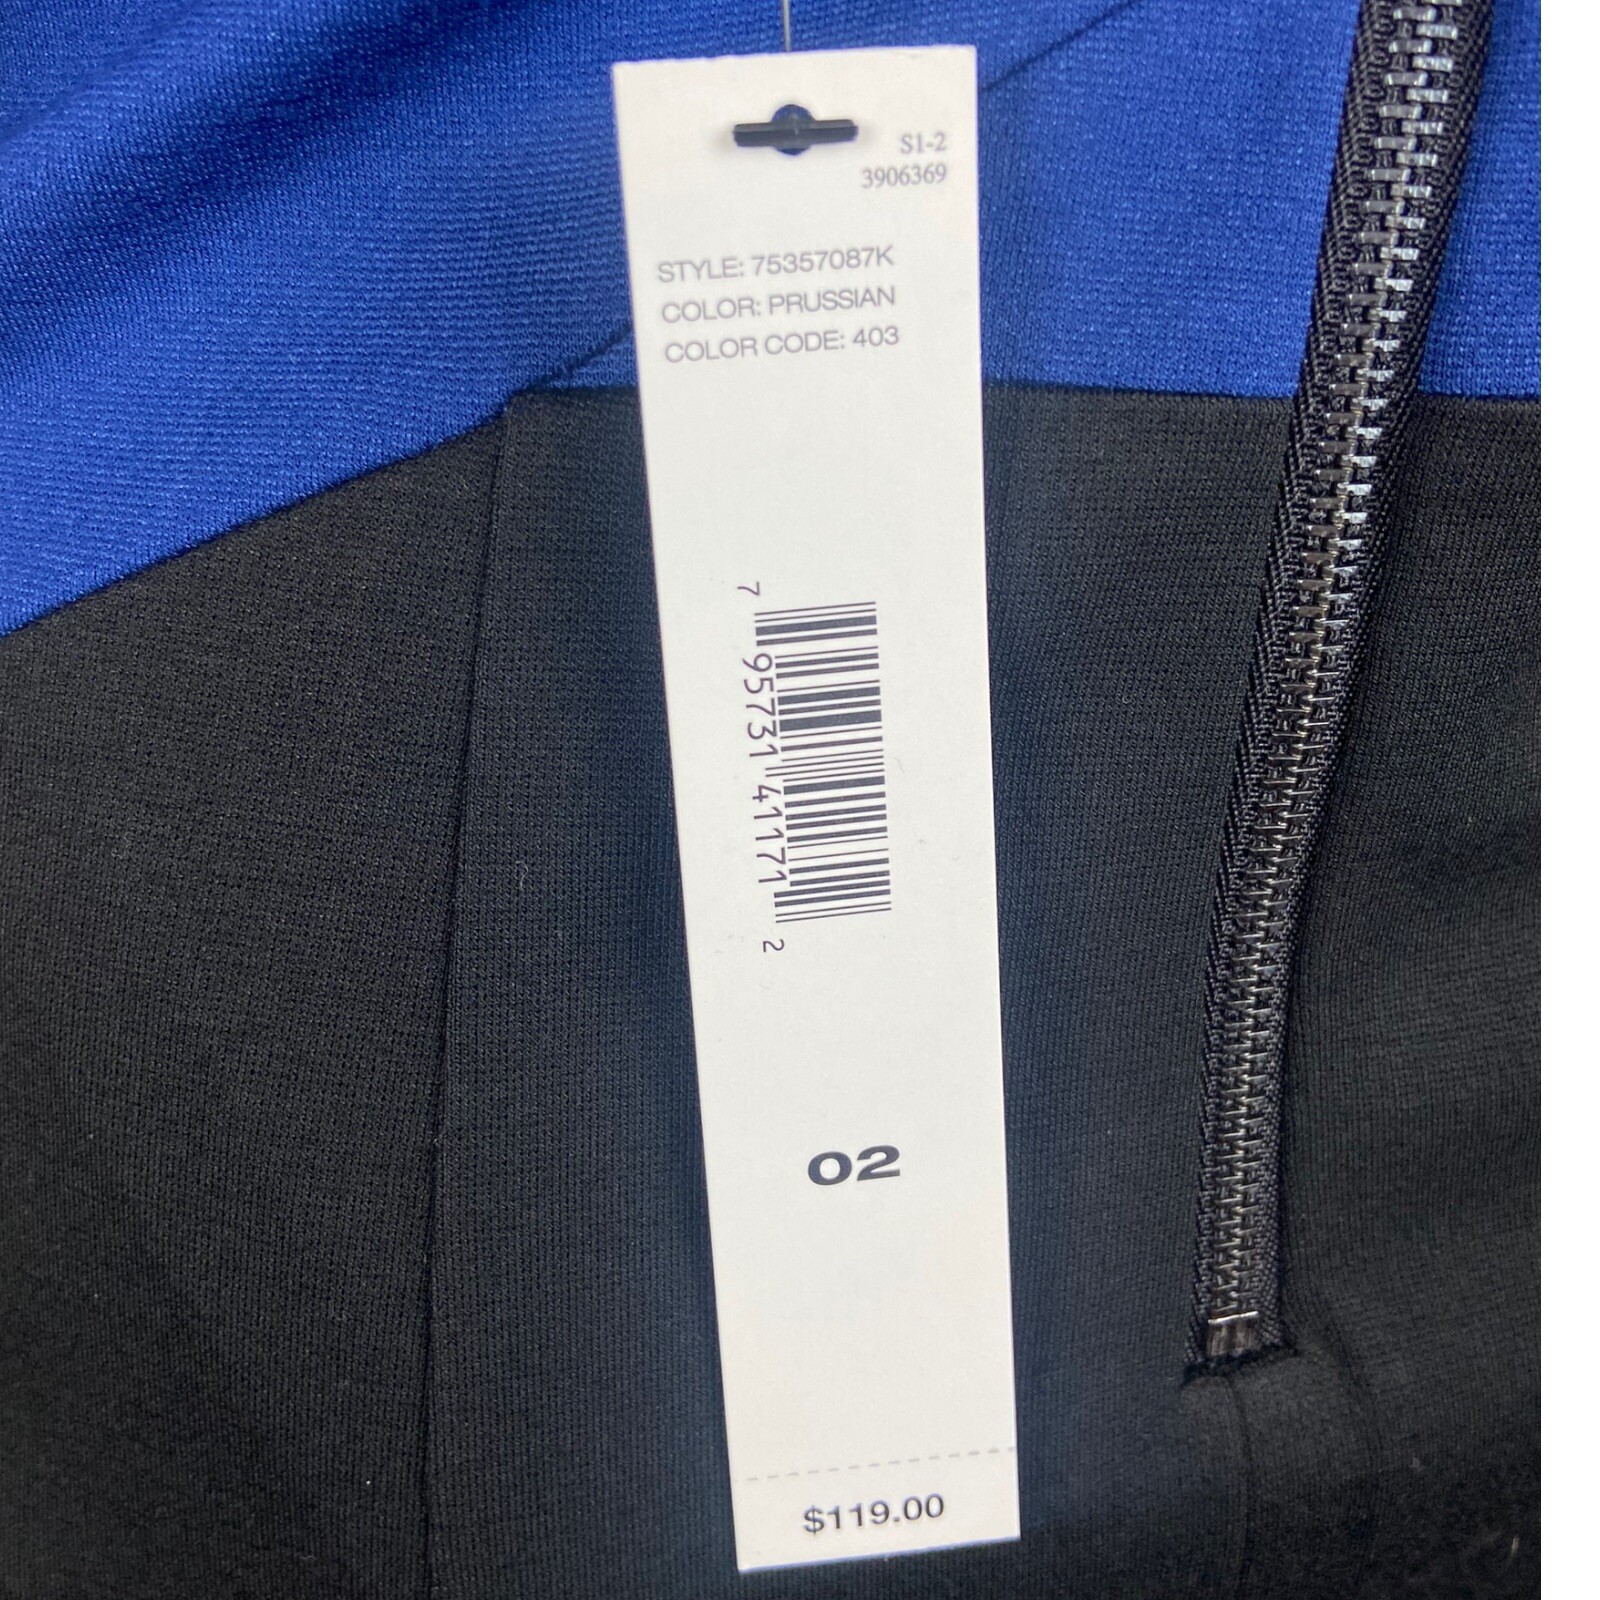 S1-2
3906369
STYLE: 75357087K
COLOR: PRUSSIAN
COLOR CODE: 403
7 95731 41171 2
02
$119.00